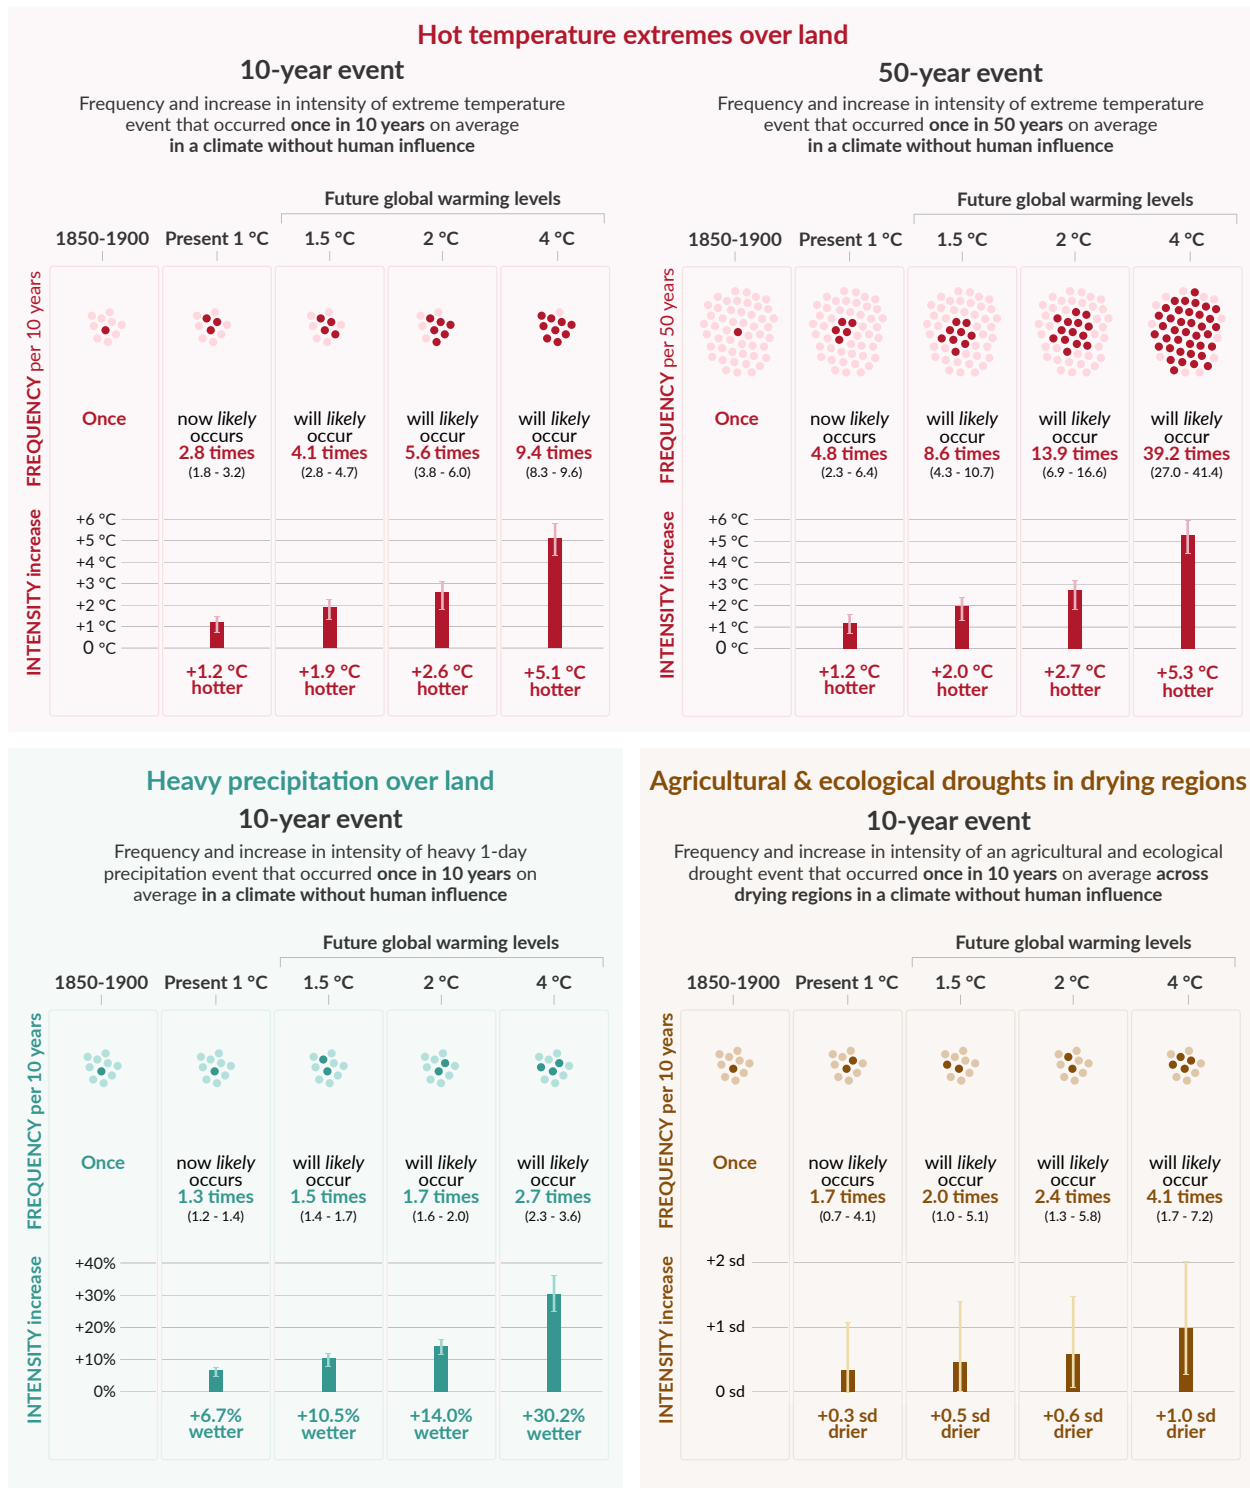 Hot temperature extremes over land
10-year event
Frequency and increase in intensity of extreme temperature
event that occurred once in 10 years on average
in a climate without human influence
Future global warming levels
1850-1900 Present 1 °C 1.5 °C 2 °C 4 °C
FREQUENCY per 10 years
Once
now likely occurs 2.8 times (1.8 - 3.2)
will likely occur 4.1 times (2.8 - 4.7)
will likely occur 5.6 times (3.8 - 6.0)
will likely occur 9.4 times (8.3 - 9.6)
INTENSITY increase
+6 °C
+5 °C
+4 °C
+3 °C
+2 °C
+1 °C
0 °C
+1.2 °C hotter
+1.9 °C hotter
+2.6 °C hotter
+5.1 °C hotter
50-year event
Frequency and increase in intensity of extreme temperature
event that occurred once in 50 years on average
in a climate without human influence
Future global warming levels
1850-1900 Present 1 °C 1.5 °C 2 °C 4 °C
FREQUENCY per 50 years
Once
now likely occurs 4.8 times (2.3 - 6.4)
will likely occur 8.6 times (4.3 - 10.7)
will likely occur 13.9 times (6.9 - 16.6)
will likely occur 39.2 times (27.0 - 41.4)
INTENSITY increase
+6 °C
+5 °C
+4 °C
+3 °C
+2 °C
+1 °C
0 °C
+1.2 °C hotter
+2.0 °C hotter
+2.7 °C hotter
+5.3 °C hotter
Heavy precipitation over land
10-year event
Frequency and increase in intensity of heavy 1-day
precipitation event that occurred once in 10 years on
average in a climate without human influence
Future global warming levels
1850-1900 Present 1 °C 1.5 °C 2 °C 4 °C
FREQUENCY per 10 years
Once
now likely occurs 1.3 times (1.2 - 1.4)
will likely occur 1.5 times (1.4 - 1.7)
will likely occur 1.7 times (1.6 - 2.0)
will likely occur 2.7 times (2.3 - 3.6)
INTENSITY increase
+40%
+30%
+20%
+10%
0%
+6.7% wetter
+10.5% wetter
+14.0% wetter
+30.2% wetter
Agricultural & ecological droughts in drying regions
10-year event
Frequency and increase in intensity of an agricultural and ecological
drought event that occurred once in 10 years on average across
drying regions in a climate without human influence
Future global warming levels
1850-1900 Present 1 °C 1.5 °C 2 °C 4 °C
FREQUENCY per 10 years
Once
now likely occurs 1.7 times (0.7 - 4.1)
will likely occur 2.0 times (1.0 - 5.1)
will likely occur 2.4 times (1.3 - 5.8)
will likely occur 4.1 times (1.7 - 7.2)
INTENSITY increase
+2 sd
+1 sd
0 sd
+0.3 sd drier
+0.5 sd drier
+0.6 sd drier
+1.0 sd drier